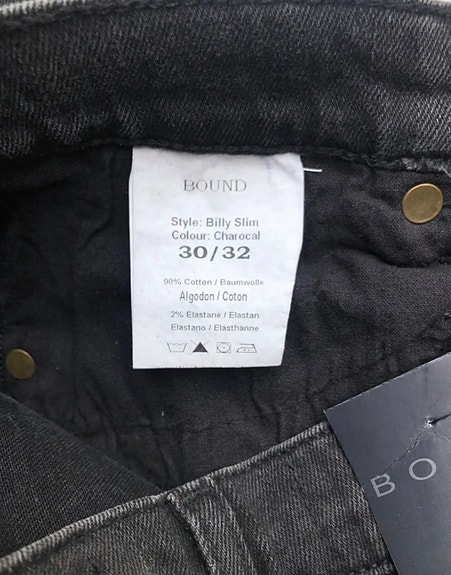 BOUND
Style: Billy Slim
Colour: Charocal
30/32
98% Cotton / Baumwolle
Algodon / Coton
2% Elastane / Elastan
Elastano / Elasthanne
BO